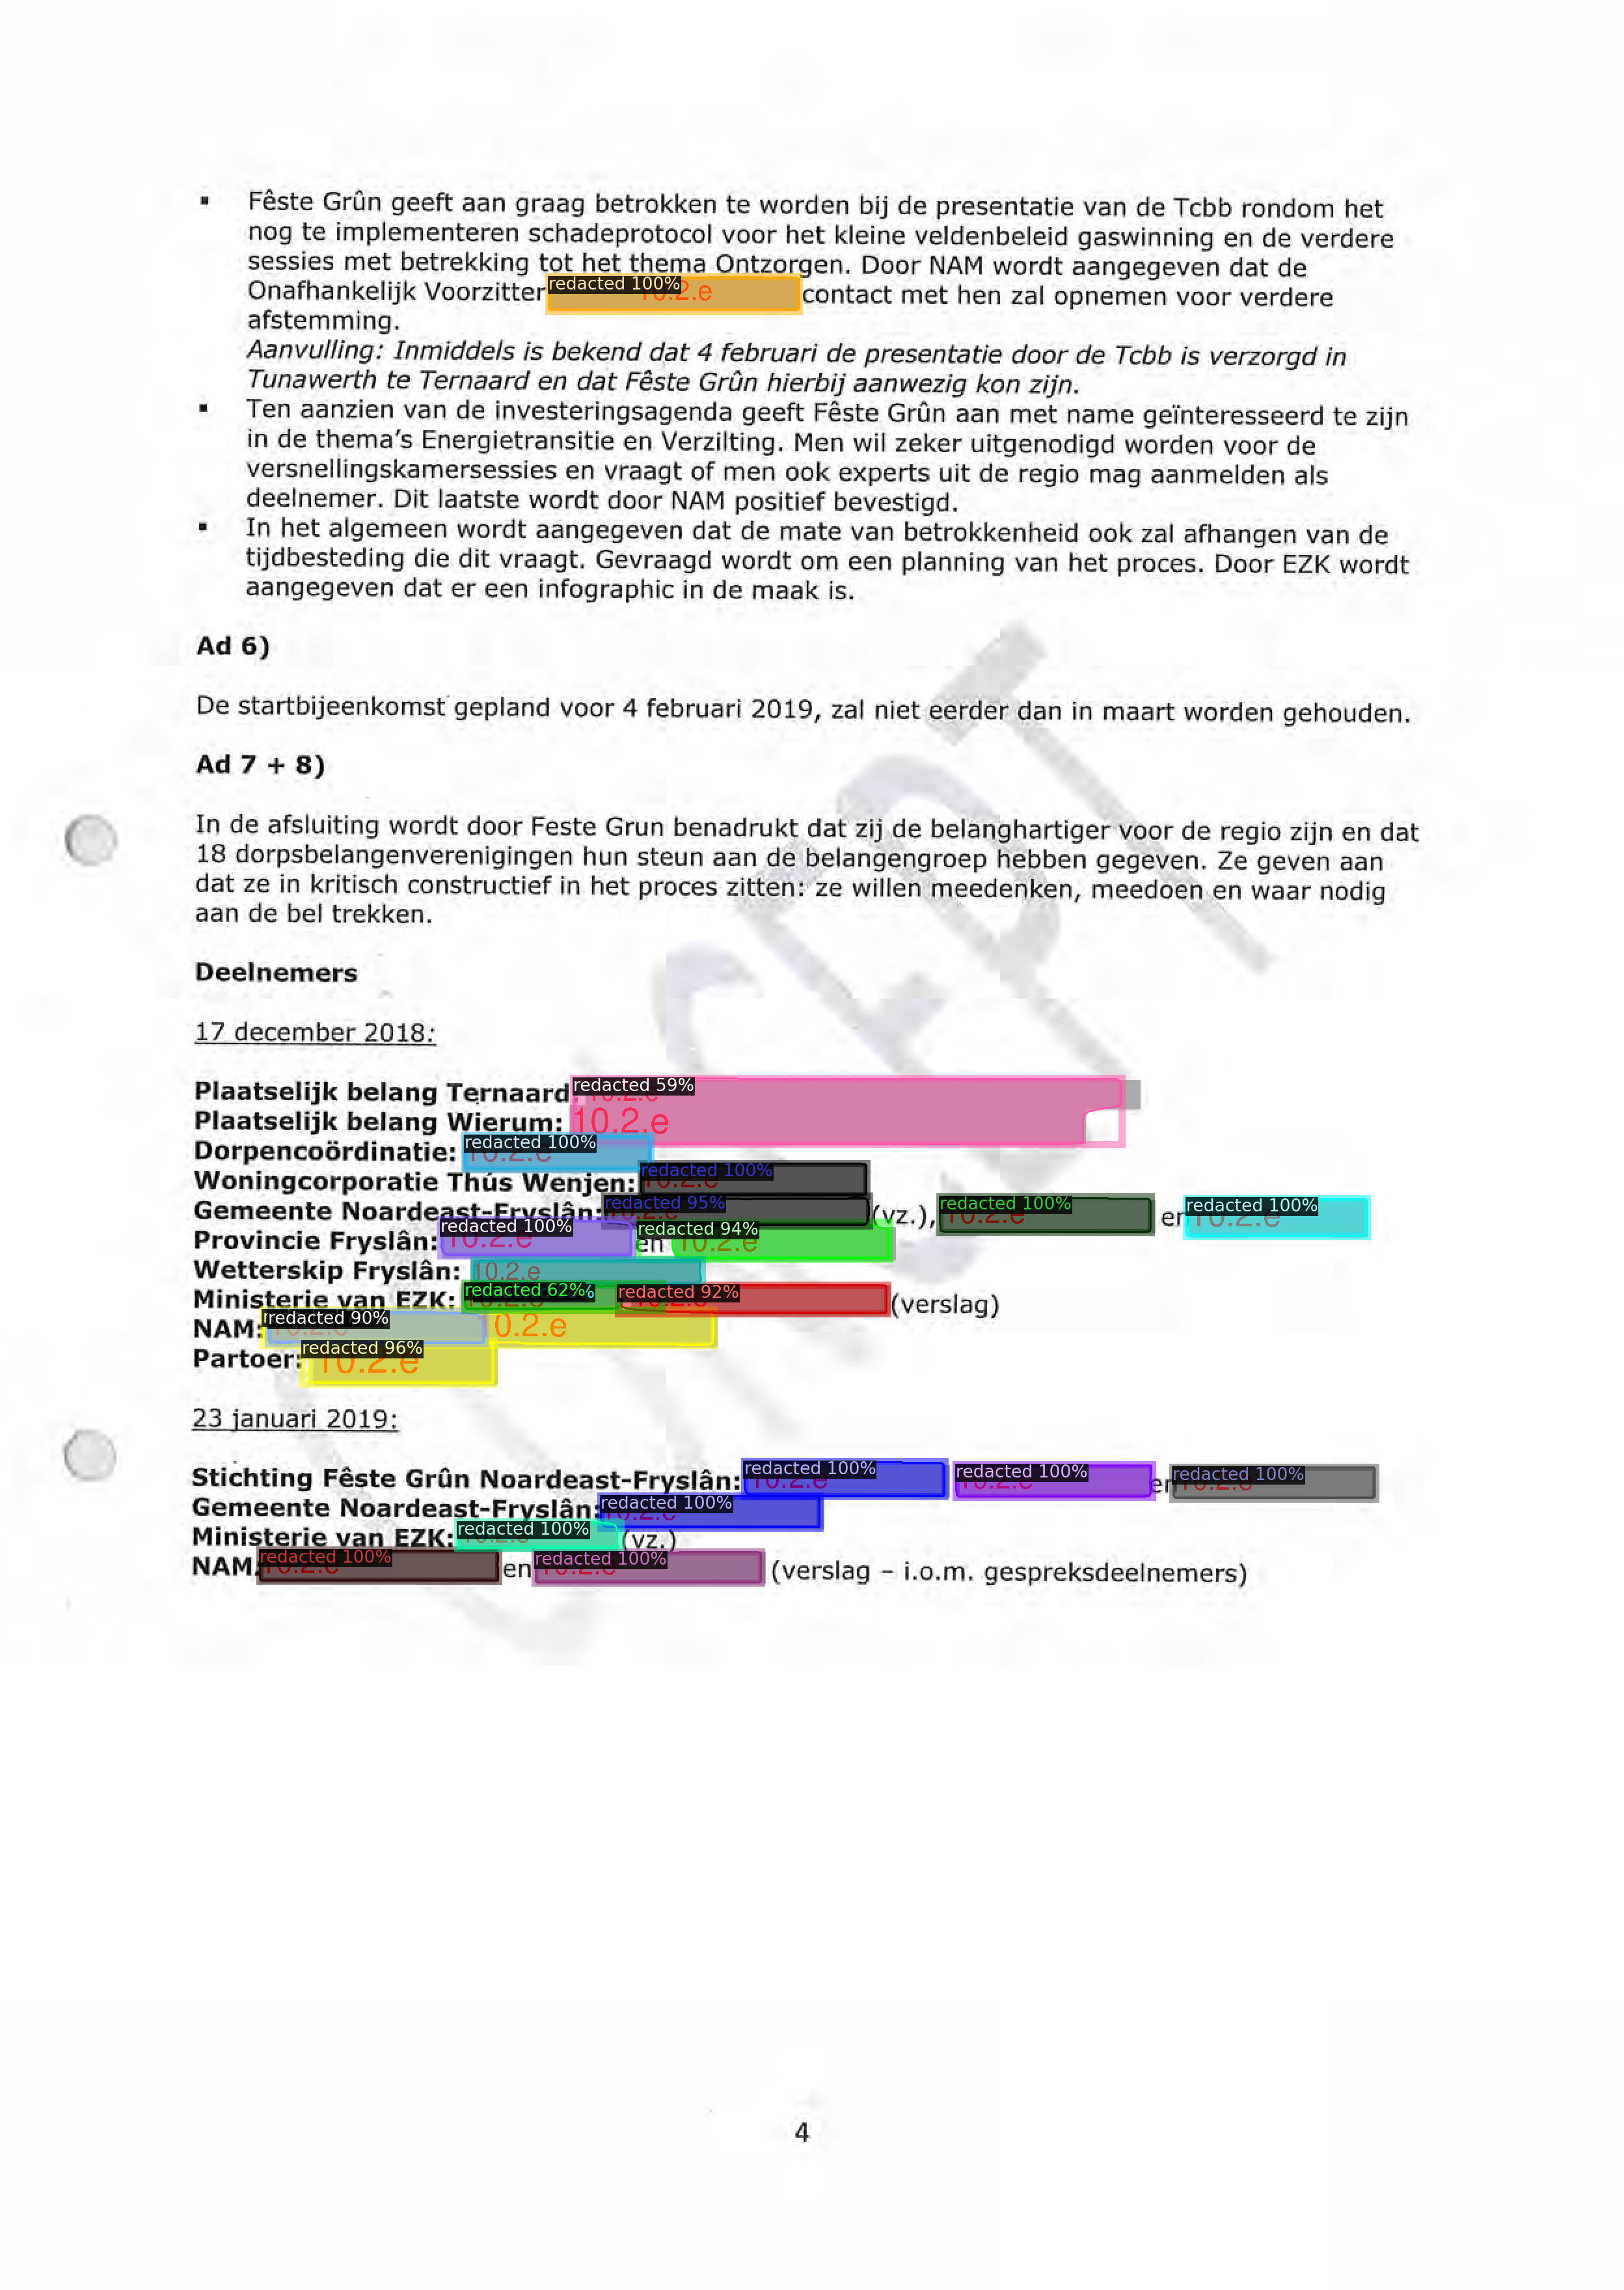 ▪ Fêste Grûn geeft aan graag betrokken te worden bij de presentatie van de Tcbb rondom het
nog te implementeren schadeprotocol voor het kleine veldenbeleid gaswinning en de verdere
sessies met betrekking tot het thema Ontzorgen. Door NAM wordt aangegeven dat de
Onafhankelijk Voorzitter redacted 100% 10.2.e contact met hen zal opnemen voor verdere
afstemming.
Aanvulling: Inmiddels is bekend dat 4 februari de presentatie door de Tcbb is verzorgd in
Tunawerth te Ternaard en dat Fêste Grûn hierbij aanwezig kon zijn.
▪ Ten aanzien van de investeringsagenda geeft Fêste Grûn aan met name geïnteresseerd te zijn
in de thema's Energietransitie en Verzilting. Men wil zeker uitgenodigd worden voor de
versnellingskamersessies en vraagt of men ook experts uit de regio mag aanmelden als
deelnemer. Dit laatste wordt door NAM positief bevestigd.
▪ In het algemeen wordt aangegeven dat de mate van betrokkenheid ook zal afhangen van de
tijdbesteding die dit vraagt. Gevraagd wordt om een planning van het proces. Door EZK wordt
aangegeven dat er een infographic in de maak is.
Ad 6)
De startbijeenkomst gepland voor 4 februari 2019, zal niet eerder dan in maart worden gehouden.
Ad 7 + 8)
In de afsluiting wordt door Feste Grun benadrukt dat zij de belanghartiger voor de regio zijn en dat
18 dorpsbelangenverenigingen hun steun aan de belangengroep hebben gegeven. Ze geven aan
dat ze in kritisch constructief in het proces zitten: ze willen meedenken, meedoen en waar nodig
aan de bel trekken.
Deelnemers
17 december 2018:
Plaatselijk belang Ternaard: redacted 59% 10.2.e
Plaatselijk belang Wierum: 10.2.e
Dorpencoördinatie: redacted 100% 10.2.e
Woningcorporatie Thús Wenjen: redacted 100% 10.2.e
Gemeente Noardeast-Fryslân: redacted 95% 10.2.e (vz.), redacted 100% 10.2.e en redacted 100% 10.2.e
Provincie Fryslân: redacted 100% 10.2.e en redacted 94% 10.2.e
Wetterskip Fryslân: 10.2.e
Ministerie van EZK: redacted 62% 10.2.e redacted 92% 10.2.e (verslag)
NAM: redacted 90% 10.2.e 0.2.e
Partoer: redacted 96% 10.2.e
23 januari 2019:
Stichting Fêste Grûn Noardeast-Fryslân: redacted 100% 10.2.e redacted 100% 10.2.e en redacted 100% 10.2.e
Gemeente Noardeast-Fryslân: redacted 100% 10.2.e
Ministerie van EZK: redacted 100% 10.2.e (vz.)
NAM: redacted 100% 10.2.e en redacted 100% 10.2.e (verslag – i.o.m. gespreksdeelnemers)
4